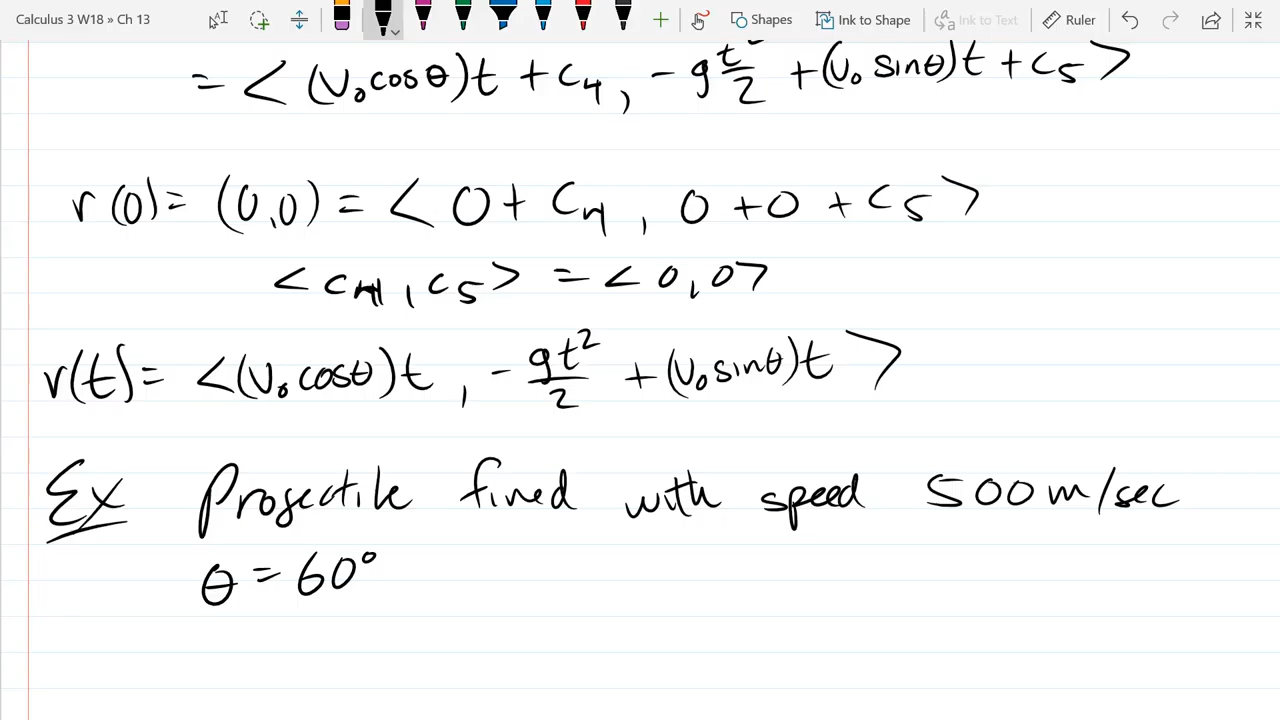 Calculus 3 W18 » Ch 13 Shapes Ink to Shape Ink to Text Ruler
= < (v₀cosθ)t + c₄, -g t²/2 + (v₀ sinθ)t + c₅ >
r(0) = (0,0) = < 0 + c₄, 0 + 0 + c₅ >
< c₄, c₅ > = < 0, 0 >
r(t) = < (v₀cosθ)t, - gt²/2 + (v₀sinθ)t >
Ex Projectile fired with speed 500 m/sec
θ = 60°